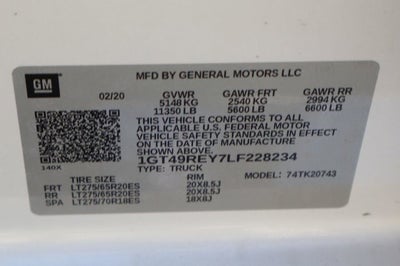 GM
MFD BY GENERAL MOTORS LLC
02/20 GVWR GAWR FRT GAWR RR
5148 KG 2540 KG 2994 KG
11350 LB 5600 LB 6600 LB
THIS VEHICLE CONFORMS TO ALL
APPLICABLE U.S. FEDERAL MOTOR
VEHICLE SAFETY STANDARDS IN EFFECT
ON THE DATE OF MANUFACTURE
SHOWN ABOVE.
1GT49REY7LF228234
140X TYPE: TRUCK MODEL: 74TK20743
TIRE SIZE RIM
FRT LT275/65R20ES 20X8.5J
RR LT275/65R20ES 20X8.5J
SPA LT275/70R18ES 18X8J